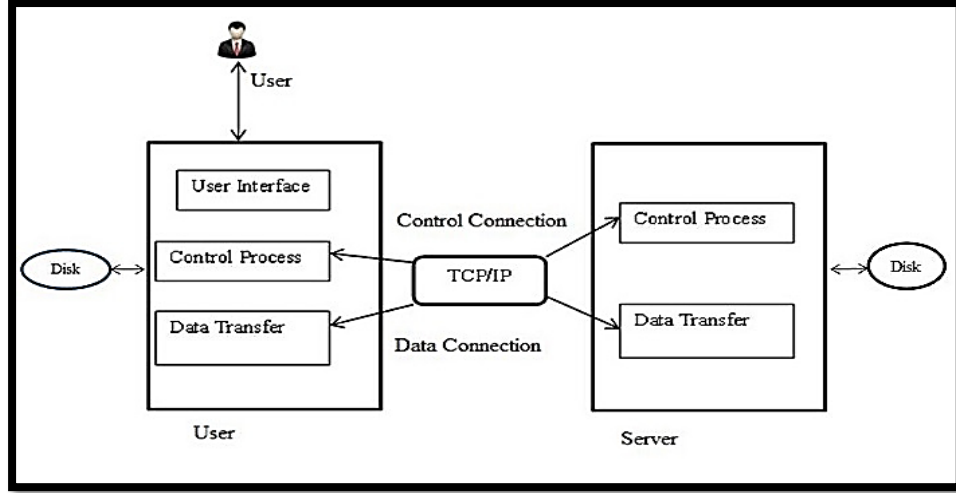 User
User Interface
Control Process
Data Transfer
Disk
User
Control Connection
TCP/IP
Data Connection
Control Process
Data Transfer
Server
Disk